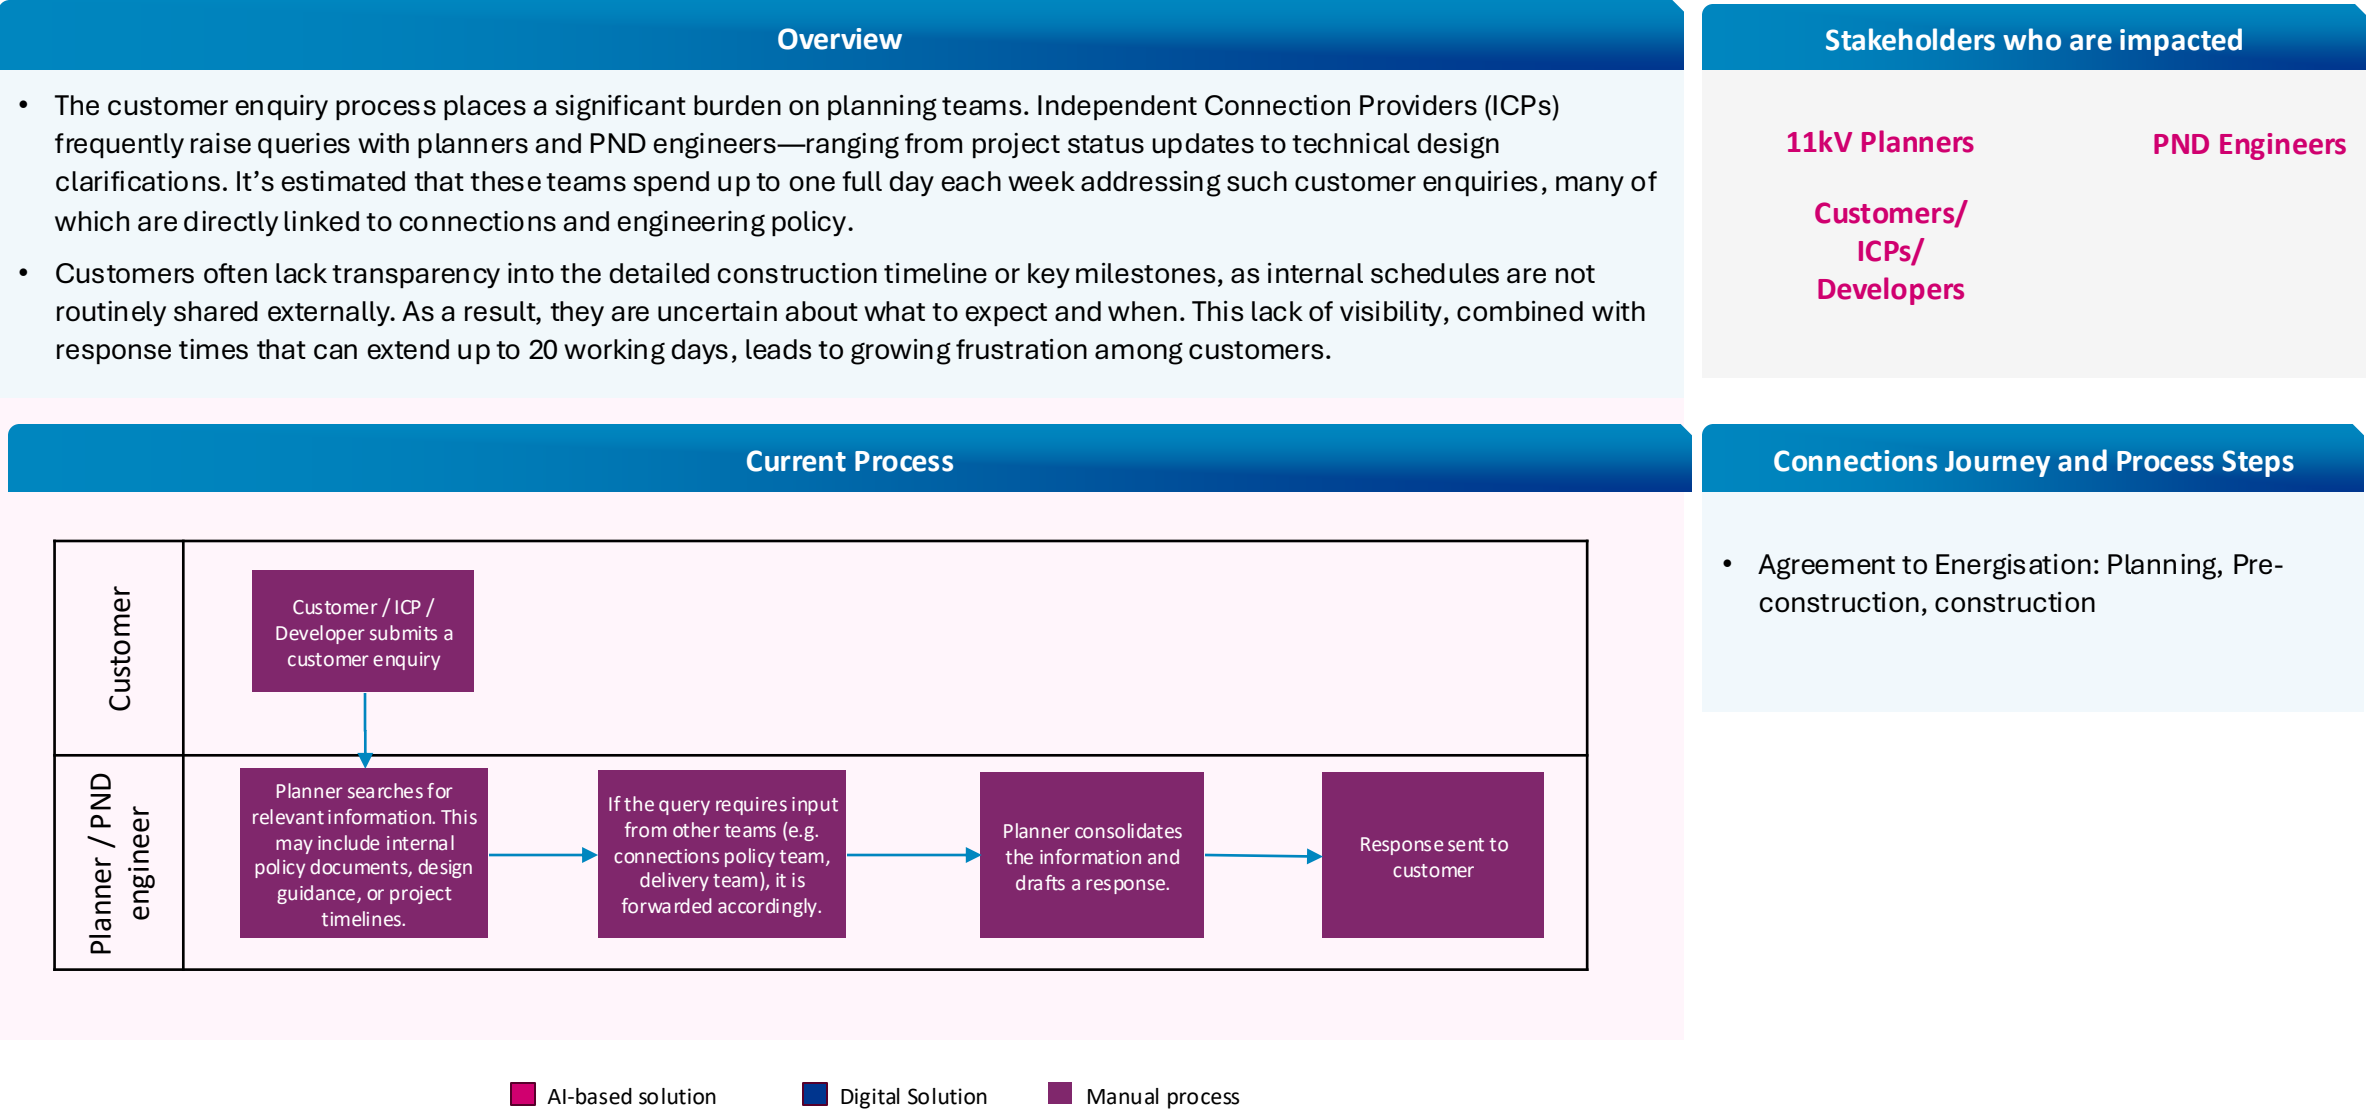 Overview
• The customer enquiry process places a significant burden on planning teams. Independent Connection Providers (ICPs)
frequently raise queries with planners and PND engineers—ranging from project status updates to technical design
clarifications. It’s estimated that these teams spend up to one full day each week addressing such customer enquiries, many of
which are directly linked to connections and engineering policy.
• Customers often lack transparency into the detailed construction timeline or key milestones, as internal schedules are not
routinely shared externally. As a result, they are uncertain about what to expect and when. This lack of visibility, combined with
response times that can extend up to 20 working days, leads to growing frustration among customers.
Stakeholders who are impacted
11kV Planners
PND Engineers
Customers/
ICPs/
Developers
Current Process
Customer
Customer / ICP /
Developer submits a
customer enquiry
Planner / PND
engineer
Planner searches for
relevant information. This
may include internal
policy documents, design
guidance, or project
timelines.
If the query requires input
from other teams (e.g.
connections policy team,
delivery team), it is
forwarded accordingly.
Planner consolidates
the information and
drafts a response.
Response sent to
customer
Connections Journey and Process Steps
• Agreement to Energisation: Planning, Pre-
construction, construction
AI-based solution
Digital Solution
Manual process